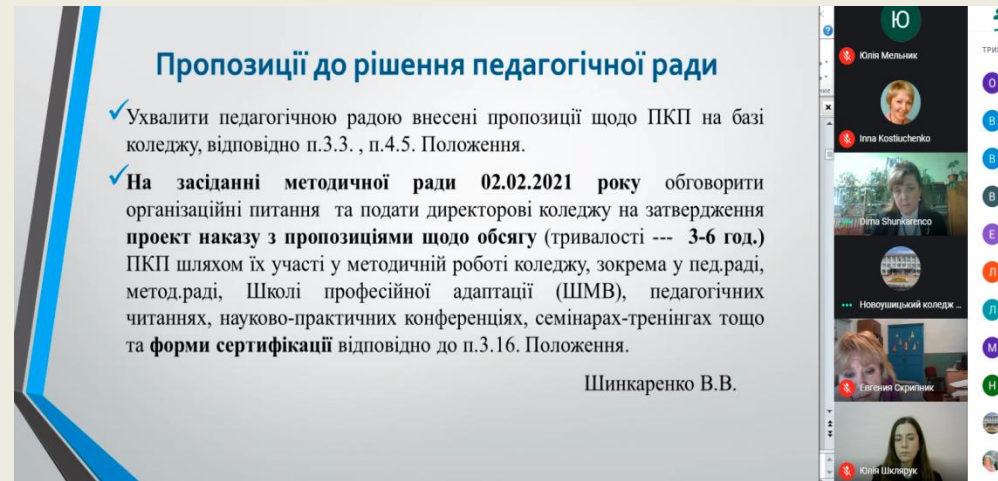 Пропозиції до рішення педагогічної ради
Ухвалити педагогічною радою внесені пропозиції щодо ПКП на базі
коледжу, відповідно п.3.3. , п.4.5. Положення.
На засіданні методичної ради 02.02.2021 року обговорити
організаційні питання та подати директорові коледжу на затвердження
проект наказу з пропозиціями щодо обсягу (тривалості --- 3-6 год.)
ПКП шляхом їх участі у методичній роботі коледжу, зокрема у пед.раді,
метод.раді, Школі професійної адаптації (ШМВ), педагогічних
читаннях, науково-практичних конференціях, семінарах-тренінгах тощо
та форми сертифікації відповідно до п.3.16. Положення.
Шинкаренко В.В.
Ю
Юлія Мельник
Inna Kostiuchenko
Dima Shunkarenco
Новоушицький коледж ...
Евгения Скрипник
Юлія Шклярук
О
В
В
В
Е
Л
Л
М
Н